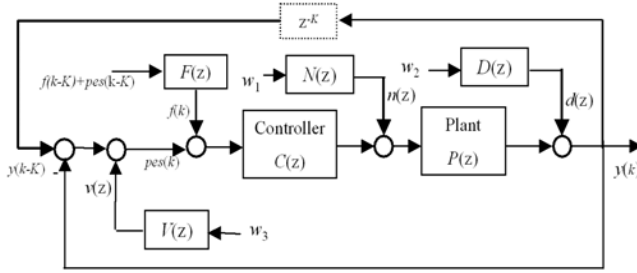 z⁻ᴷ
f(k-K)+pes(k-K)
F(z)
w₁
N(z)
w₂
D(z)
f(k)
n(z)
d(z)
Controller
C(z)
Plant
P(z)
y(k-K)
-
pes(k)
y(k)
v(z)
V(z)
w₃